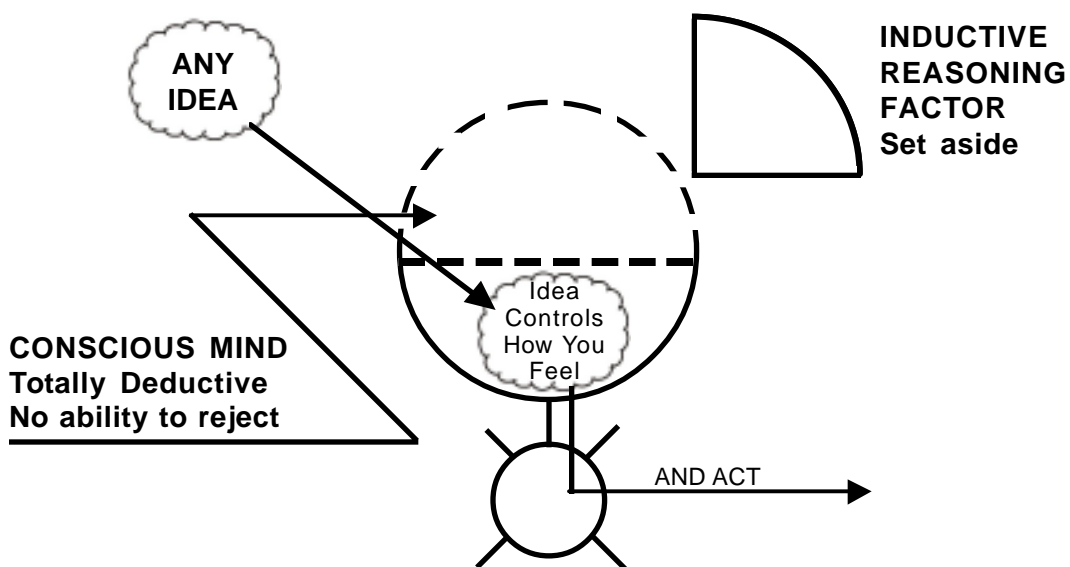 ANY
IDEA
INDUCTIVE
REASONING
FACTOR
Set aside
Idea
Controls
How You
Feel
CONSCIOUS MIND
Totally Deductive
No ability to reject
AND ACT